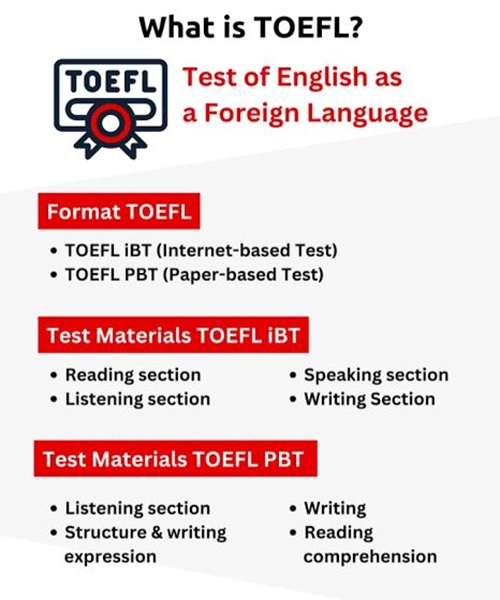 What is TOEFL?
TOEFL
Test of English as
a Foreign Language
Format TOEFL
• TOEFL iBT (Internet-based Test)
• TOEFL PBT (Paper-based Test)
Test Materials TOEFL iBT
• Reading section
• Listening section
• Speaking section
• Writing Section
Test Materials TOEFL PBT
• Listening section
• Structure & writing
expression
• Writing
• Reading
comprehension